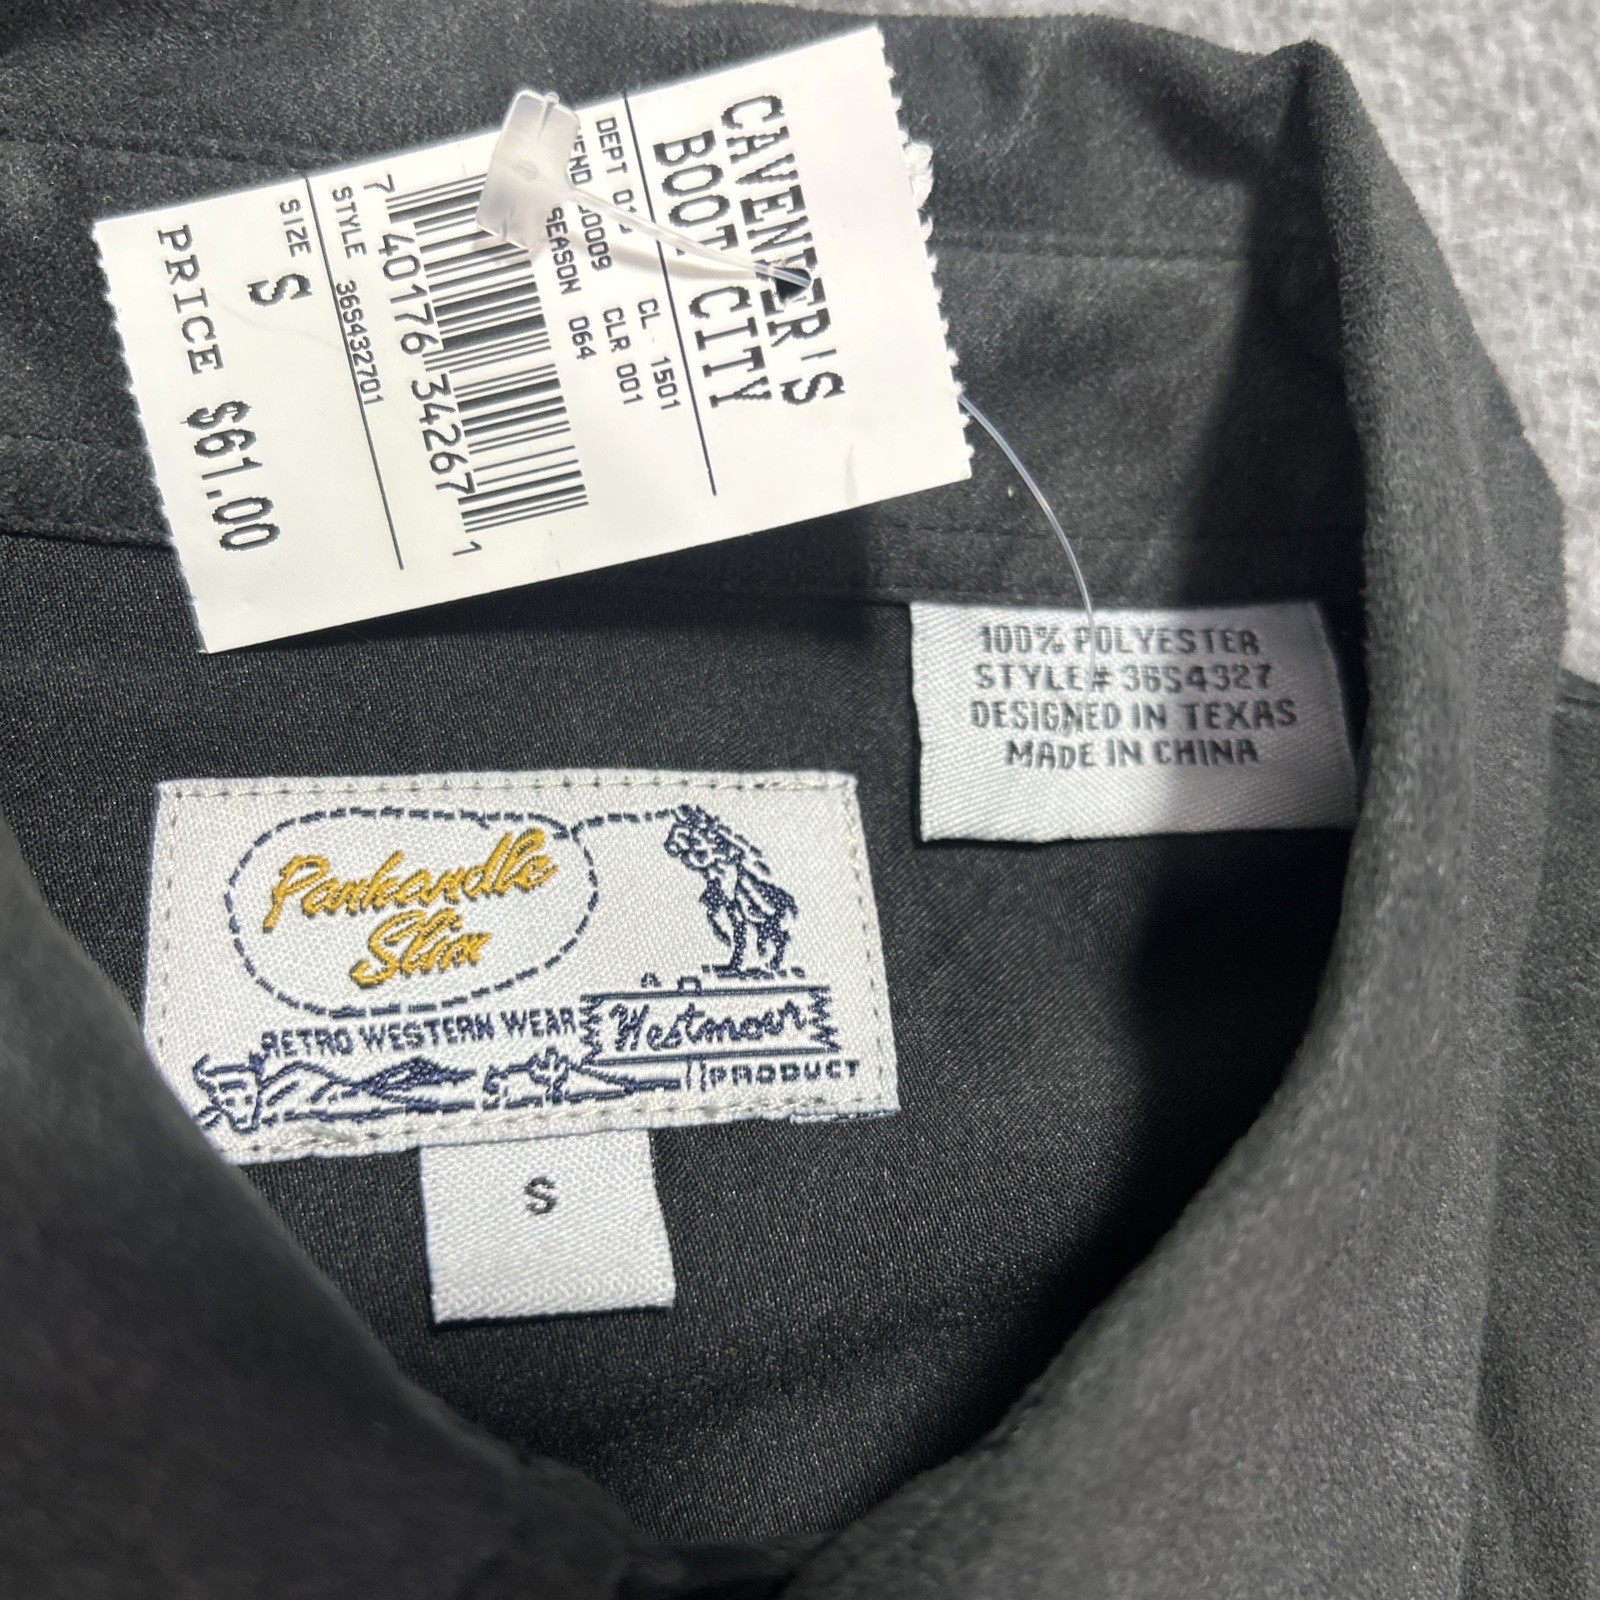 CAVENDER'S
BOOT CITY
CL 1501
CLR 001
SEASON 064
7 40176 34267 1
STYLE 36S432701
SIZE S
PRICE $61.00
100% POLYESTER
STYLE# 36S4327
DESIGNED IN TEXAS
MADE IN CHINA
Panhandle
Slim
RETRO WESTERN WEAR
Westmoor
PRODUCT
S